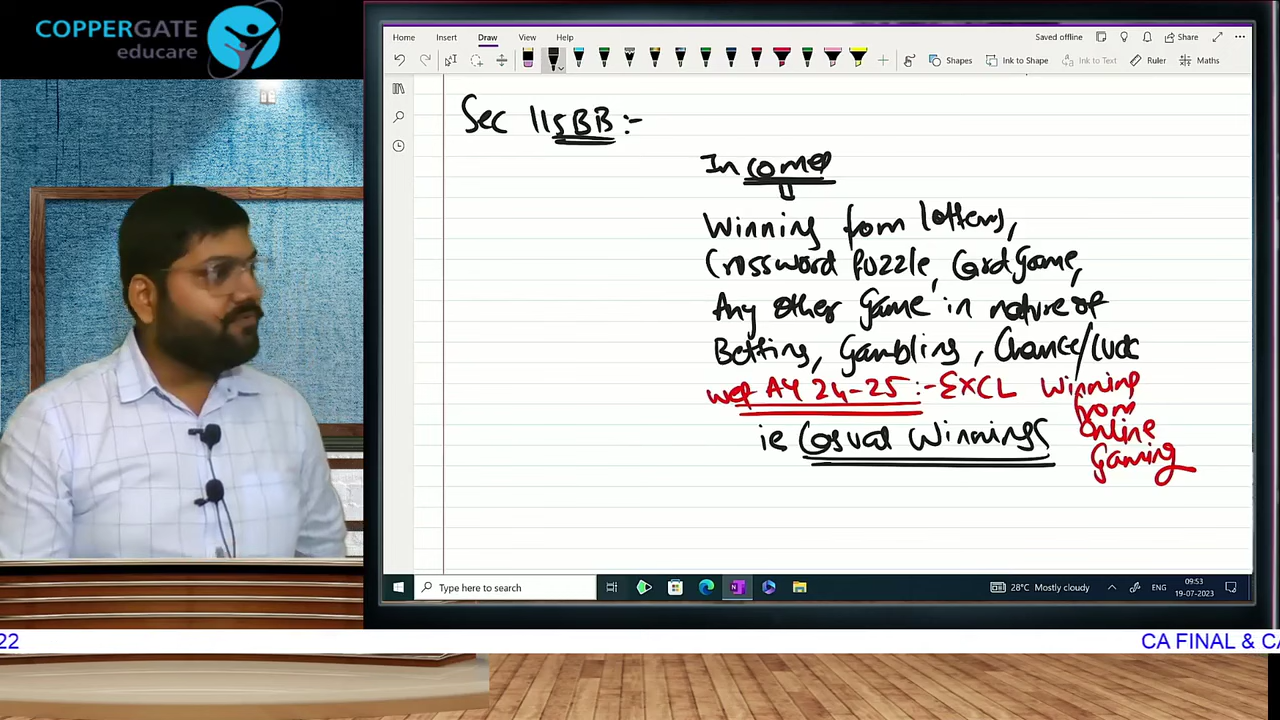 COPPERGATE
educare
Home Insert Draw View Help
Saved offline Share
Shapes Ink to Shape Ink to Text Ruler Maths
Sec 115BB:-
Income
Winning from lottery,
Crossword Puzzle, Card Game,
Any other Game in nature of
Betting, Gambling, Chance/Luck
wef AY 24-25:- EXCL Winning
from
Online
Gaming
ie Casual Winnings
Type here to search
28°C Mostly cloudy
ENG
09:53
19-07-2023
22
CA FINAL & CA